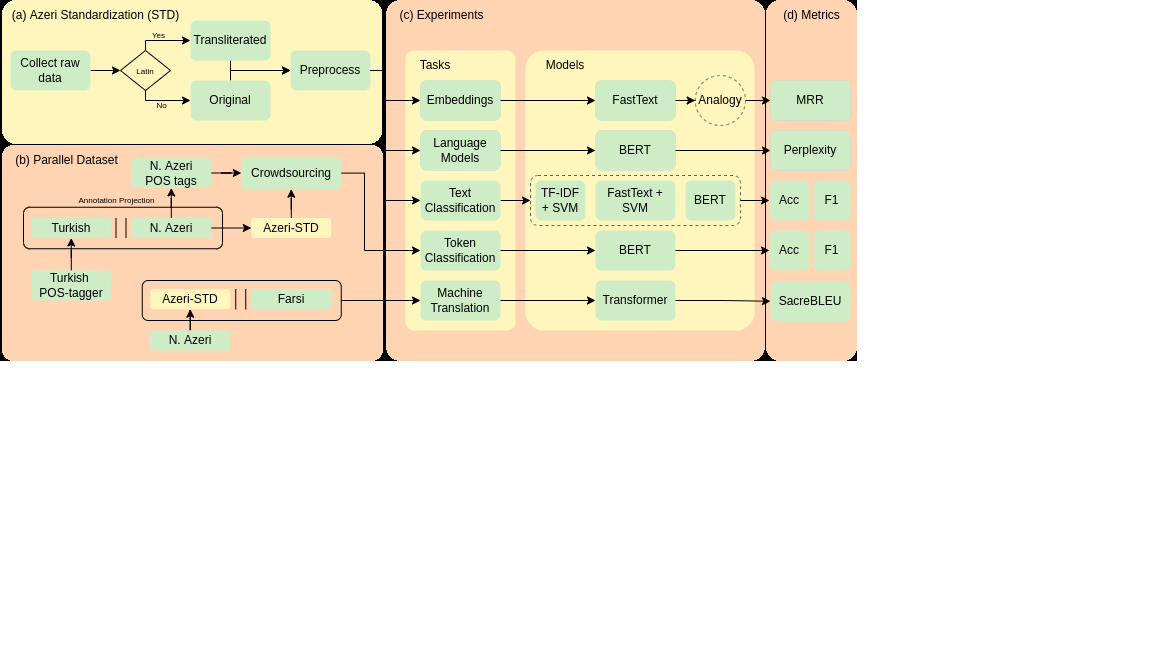 (a) Azeri Standardization (STD)
Collect raw
data
Latin
Yes
No
Transliterated
Original
Preprocess
(b) Parallel Dataset
N. Azeri
POS tags
Crowdsourcing
Annotation Projection
Turkish
N. Azeri
Azeri-STD
Turkish
POS-tagger
Azeri-STD
Farsi
N. Azeri
(c) Experiments
Tasks
Models
Embeddings
FastText
Analogy
Language
Models
BERT
Text
Classification
TF-IDF
+ SVM
FastText +
SVM
BERT
Token
Classification
BERT
Machine
Translation
Transformer
(d) Metrics
MRR
Perplexity
Acc
F1
Acc
F1
SacreBLEU